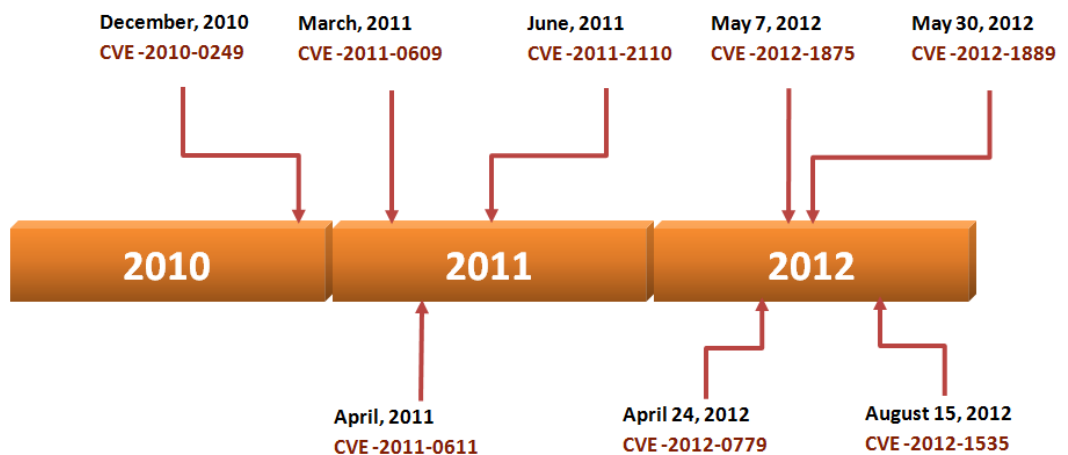 December, 2010
CVE-2010-0249
March, 2011
CVE-2011-0609
June, 2011
CVE-2011-2110
May 7, 2012
CVE-2012-1875
May 30, 2012
CVE-2012-1889
2010
2011
2012
April, 2011
CVE-2011-0611
April 24, 2012
CVE-2012-0779
August 15, 2012
CVE-2012-1535